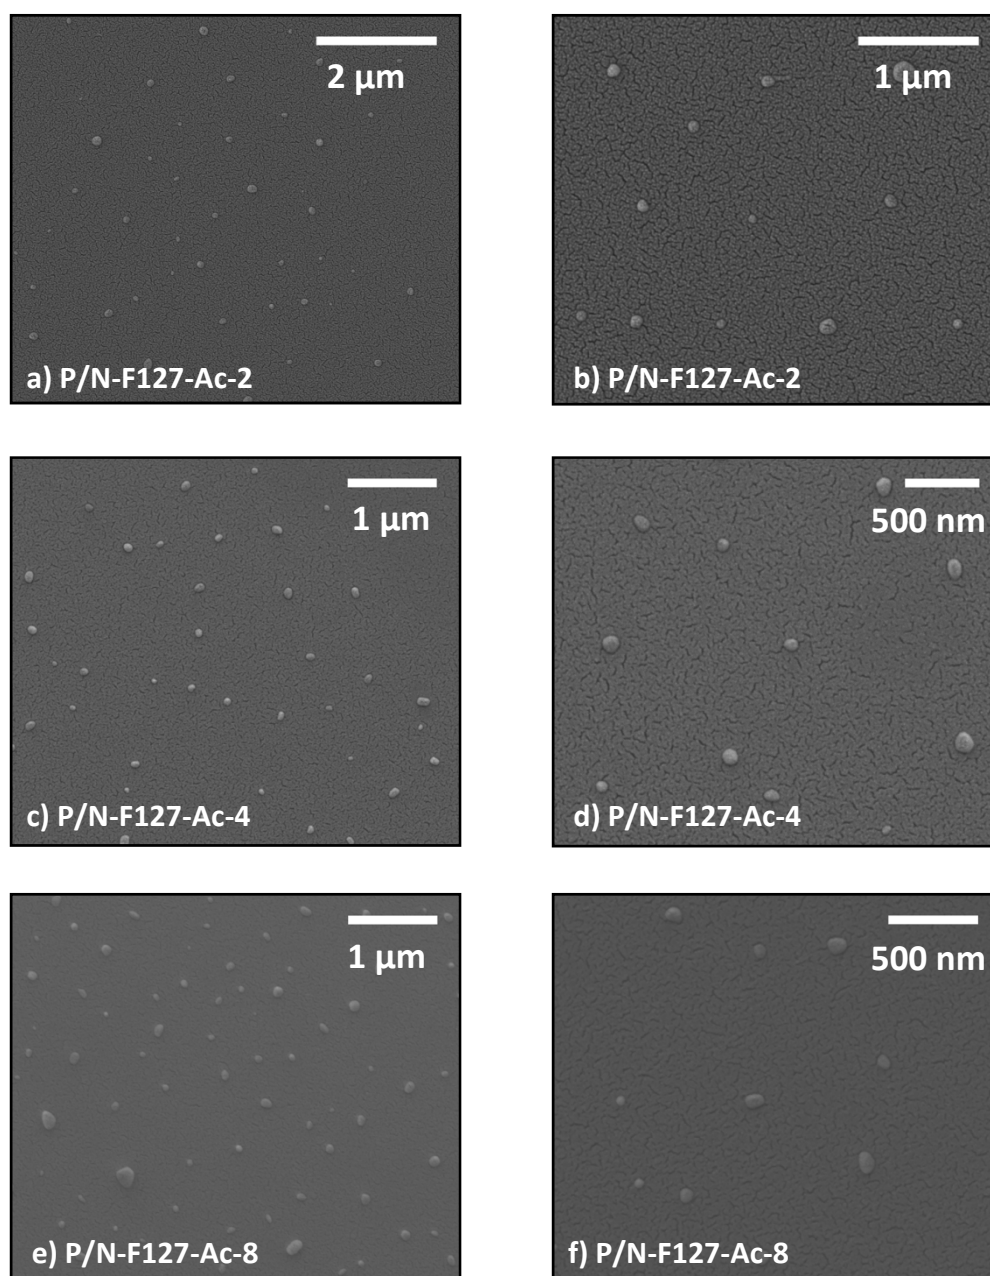 2 μm
a) P/N-F127-Ac-2
1 μm
b) P/N-F127-Ac-2
1 μm
c) P/N-F127-Ac-4
500 nm
d) P/N-F127-Ac-4
1 μm
e) P/N-F127-Ac-8
500 nm
f) P/N-F127-Ac-8